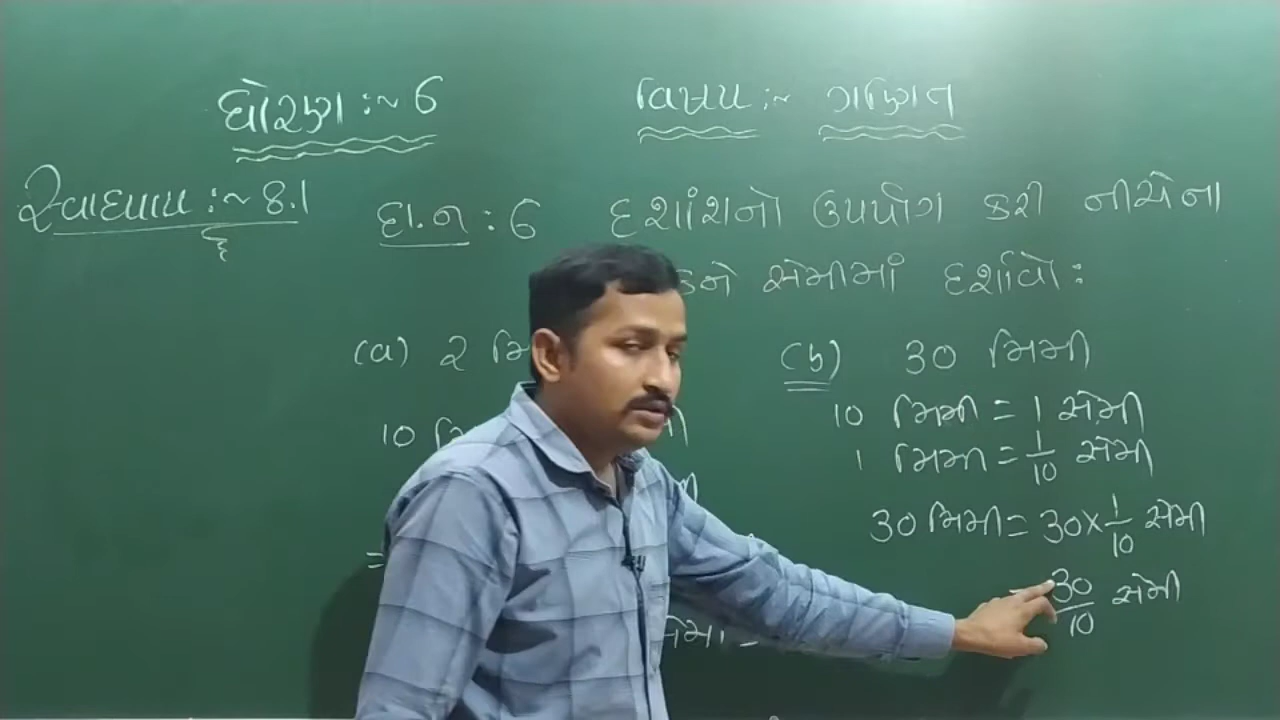 ધોરણ :~ 6
વિષય :~ ગણિત
સ્વાધ્યાય :~ 8.1
દા.ન : 6 દશાંશનો ઉપયોગ કરી નીચેના
સેમીમાં દર્શાવો :
(a) 2
10
=
(b) 30 મિમી
10 મિમી = 1 સેમી
1 મિમી = 1/10 સેમી
30 મિમી = 30 × 1/10 સેમી
30/10 સેમી